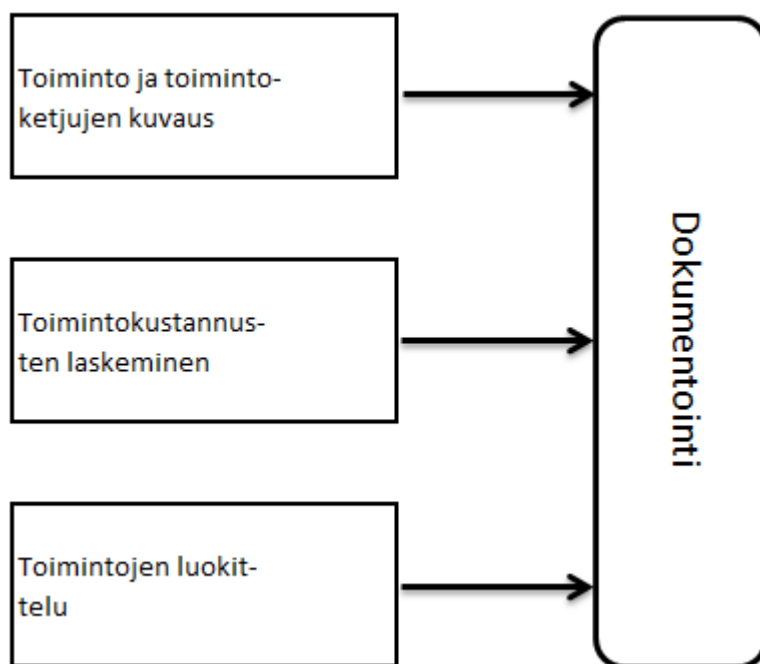 Toiminto ja toiminto-
ketjujen kuvaus
Toimintokustannus-
ten laskeminen
Toimintojen luokit-
telu
Dokumentointi